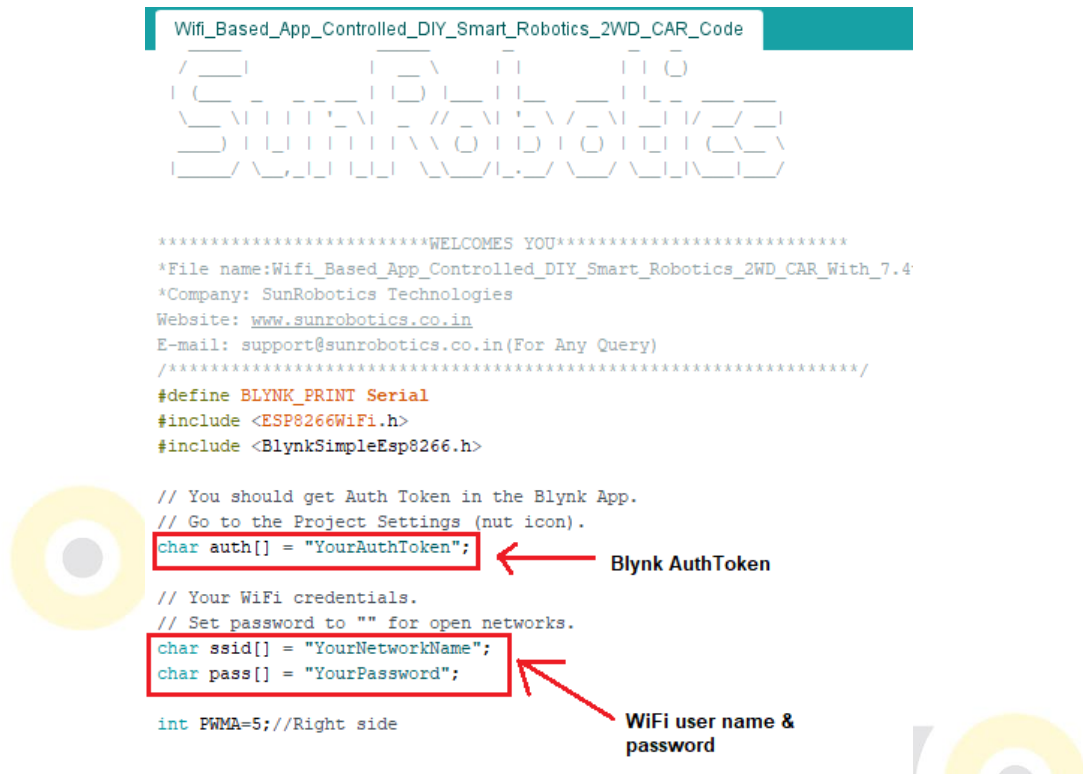 Wifi_Based_App_Controlled_DIY_Smart_Robotics_2WD_CAR_Code
SunRobotics
***************************WELCOMES YOU*****************************
*File name:Wifi_Based_App_Controlled_DIY_Smart_Robotics_2WD_CAR_With_7.4
*Company: SunRobotics Technologies
Website: www.sunrobotics.co.in
E-mail: support@sunrobotics.co.in(For Any Query)
/******************************************************************/
#define BLYNK_PRINT Serial
#include <ESP8266WiFi.h>
#include <BlynkSimpleEsp8266.h>
// You should get Auth Token in the Blynk App.
// Go to the Project Settings (nut icon).
char auth[] = "YourAuthToken";
Blynk AuthToken
// Your WiFi credentials.
// Set password to "" for open networks.
char ssid[] = "YourNetworkName";
char pass[] = "YourPassword";
int PWMA=5;//Right side
WiFi user name &
password